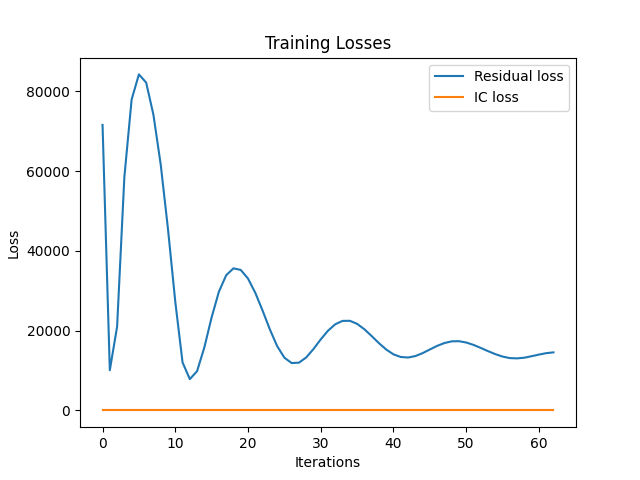 Training Losses
Residual loss
IC loss
80000
60000
40000
20000
0
Loss
0 10 20 30 40 50 60
Iterations